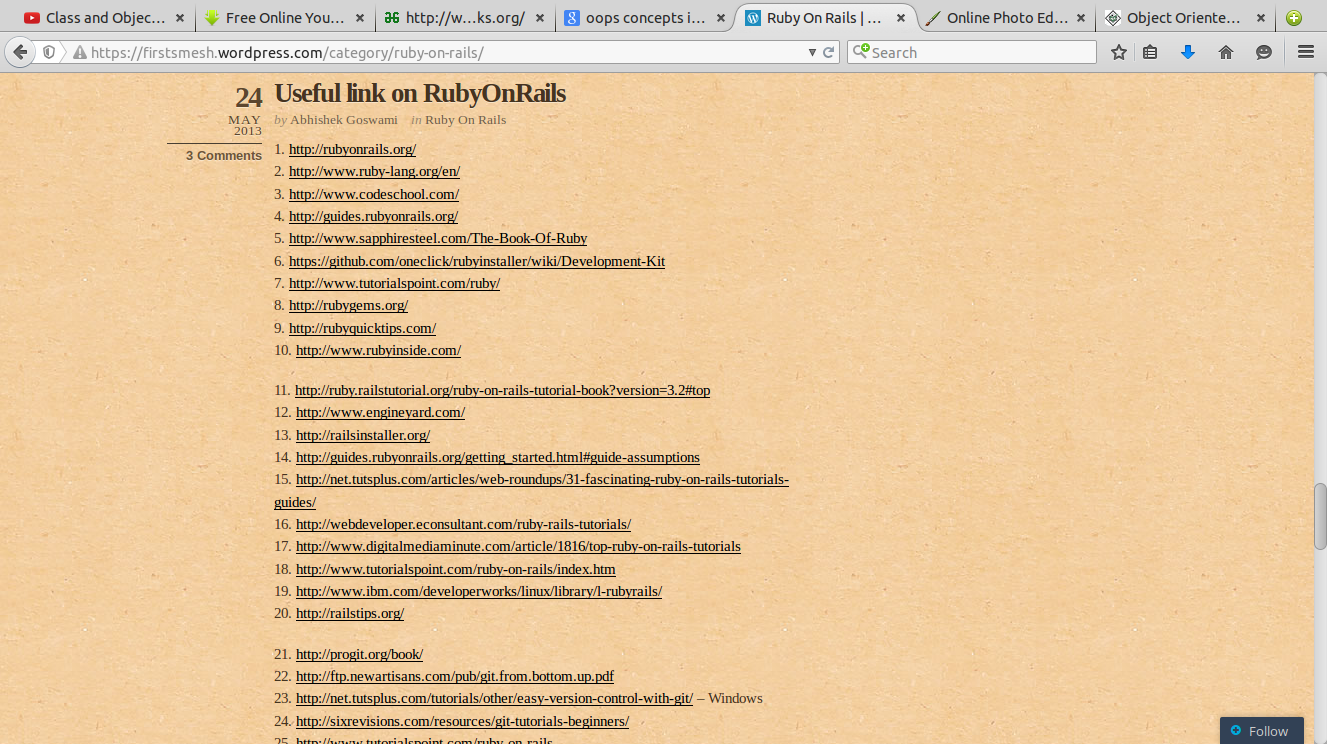 Class and Objec...
Free Online You...
http://w...ks.org/
oops concepts i...
Ruby On Rails | ...
Online Photo Ed...
Object Oriente...
https://firstsmesh.wordpress.com/category/ruby-on-rails/
Search
24
MAY
2013
3 Comments
Useful link on RubyOnRails
by Abhishek Goswami in Ruby On Rails
1. http://rubyonrails.org/
2. http://www.ruby-lang.org/en/
3. http://www.codeschool.com/
4. http://guides.rubyonrails.org/
5. http://www.sapphiresteel.com/The-Book-Of-Ruby
6. https://github.com/oneclick/rubyinstaller/wiki/Development-Kit
7. http://www.tutorialspoint.com/ruby/
8. http://rubygems.org/
9. http://rubyquicktips.com/
10. http://www.rubyinside.com/
11. http://ruby.railstutorial.org/ruby-on-rails-tutorial-book?version=3.2#top
12. http://www.engineyard.com/
13. http://railsinstaller.org/
14. http://guides.rubyonrails.org/getting_started.html#guide-assumptions
15. http://net.tutsplus.com/articles/web-roundups/31-fascinating-ruby-on-rails-tutorials-
guides/
16. http://webdeveloper.econsultant.com/ruby-rails-tutorials/
17. http://www.digitalmediaminute.com/article/1816/top-ruby-on-rails-tutorials
18. http://www.tutorialspoint.com/ruby-on-rails/index.htm
19. http://www.ibm.com/developerworks/linux/library/l-rubyrails/
20. http://railstips.org/
21. http://progit.org/book/
22. http://ftp.newartisans.com/pub/git.from.bottom.up.pdf
23. http://net.tutsplus.com/tutorials/other/easy-version-control-with-git/ – Windows
24. http://sixrevisions.com/resources/git-tutorials-beginners/
25. http://www.tutorialspoint.com/ruby-on-rails
Follow